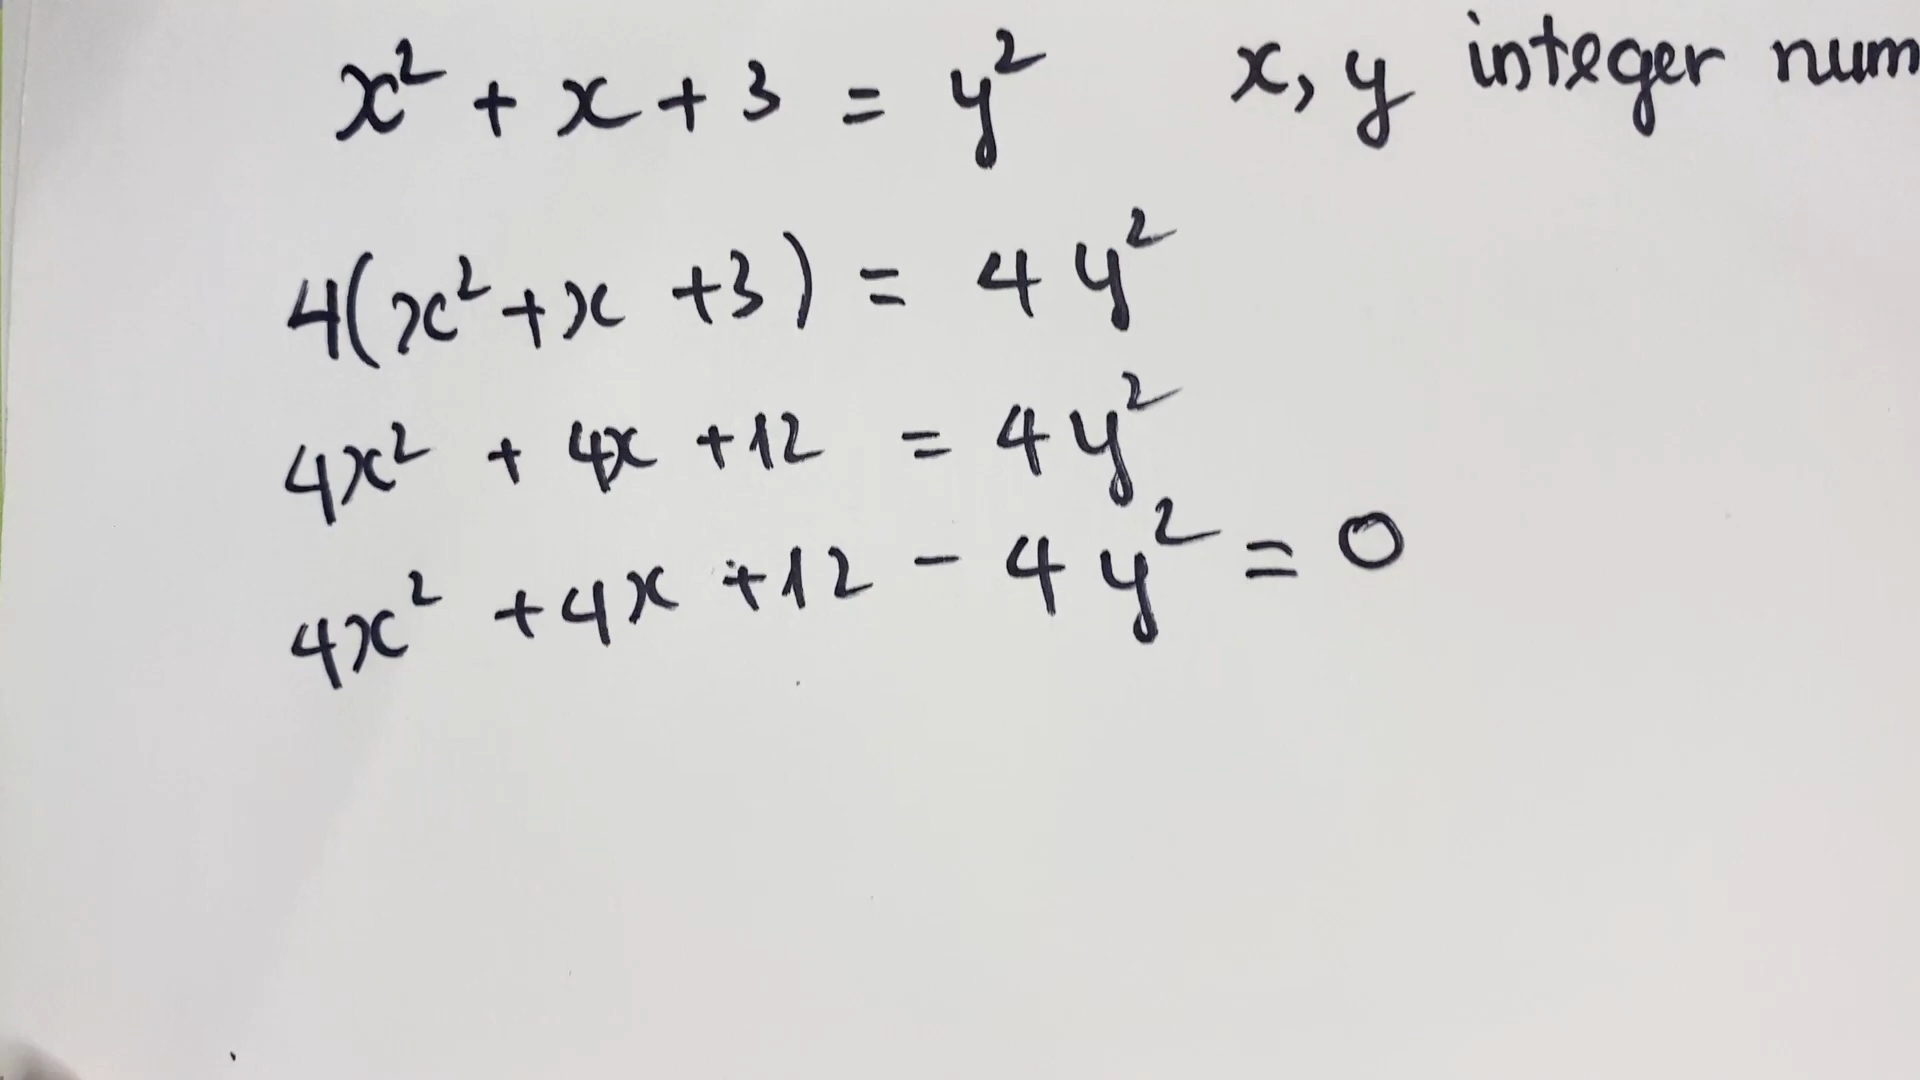 x² + x + 3 = y² x, y integer num
4(x² + x + 3) = 4y²
4x² + 4x + 12 = 4y²
4x² + 4x + 12 - 4y² = 0